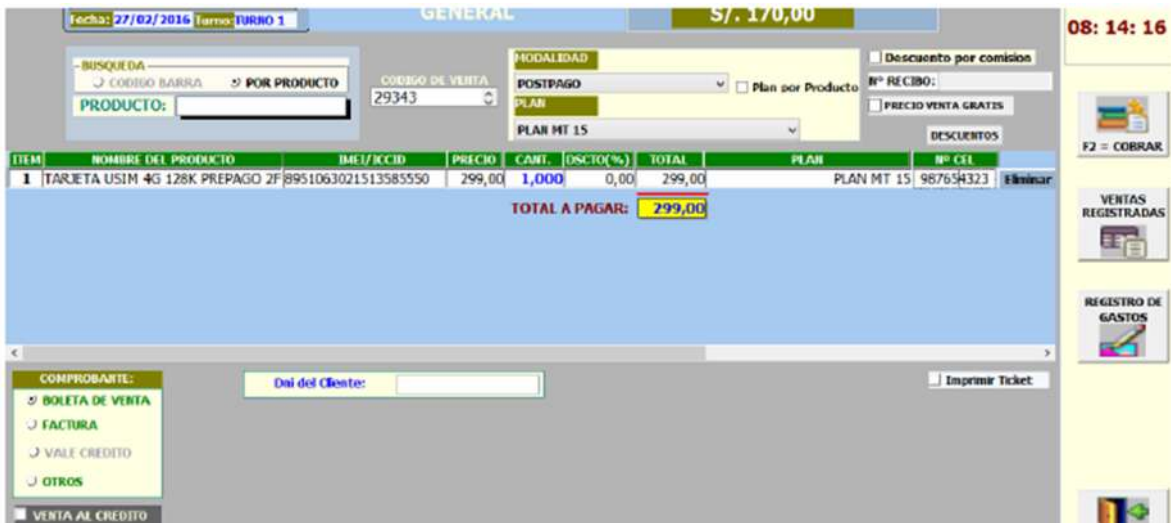 Fecha: 27/02/2016 Turno: TURNO 1
GENERAL
S/. 170,00
08: 14: 16
BUSQUEDA
CODIGO BARRA POR PRODUCTO
PRODUCTO:
CODIGO DE VENTA
29343
MODALIDAD
POSTPAGO
Plan por Producto
PLAN
PLAN MT 15
Descuento por comision
Nº RECIBO:
PRECIO VENTA GRATIS
DESCUENTOS
F2 = COBRAR
ITEM NOMBRE DEL PRODUCTO IMEI/ICCID PRECIO CANT. DSCTO(%) TOTAL PLAN Nº CEL
1 TARJETA USIM 4G 128K PREPAGO 2F 8951063021513585550 299,00 1,000 0,00 299,00 PLAN MT 15 987654323 Eliminar
TOTAL A PAGAR: 299,00
VENTAS
REGISTRADAS
REGISTRO DE
GASTOS
COMPROBANTE:
BOLETA DE VENTA
FACTURA
VALE CREDITO
OTROS
VENTA AL CREDITO
Dni del Cliente:
Imprimir Ticket